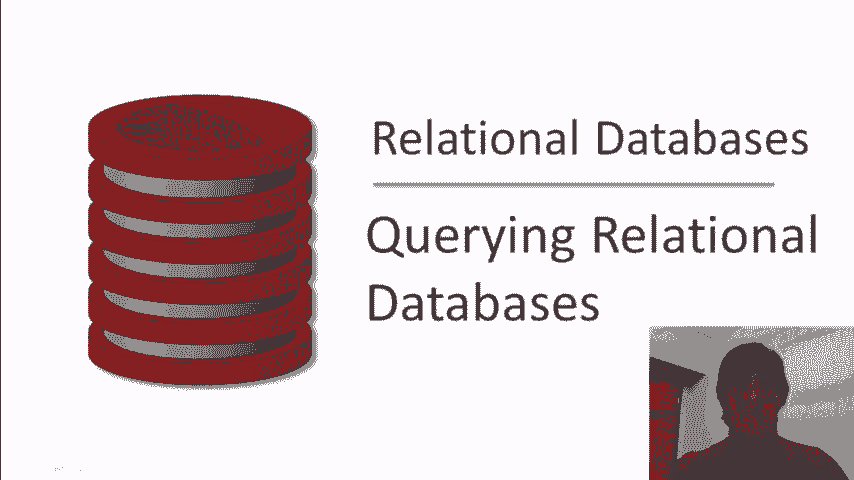 Relational Databases
Querying Relational
Databases